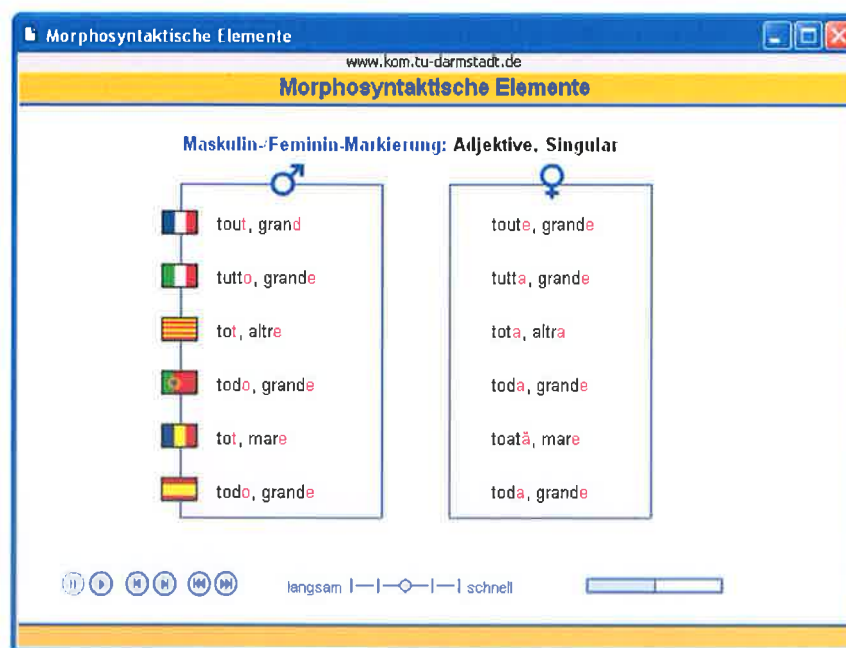 Morphosyntaktische Elemente
www.kom.tu-darmstadt.de
Morphosyntaktische Elemente
Maskulin-/Feminin-Markierung: Adjektive, Singular
tout, grand toute, grande
tutto, grande tutta, grande
tot, altre tota, altra
todo, grande toda, grande
tot, mare toată, mare
todo, grande toda, grande
langsam schnell